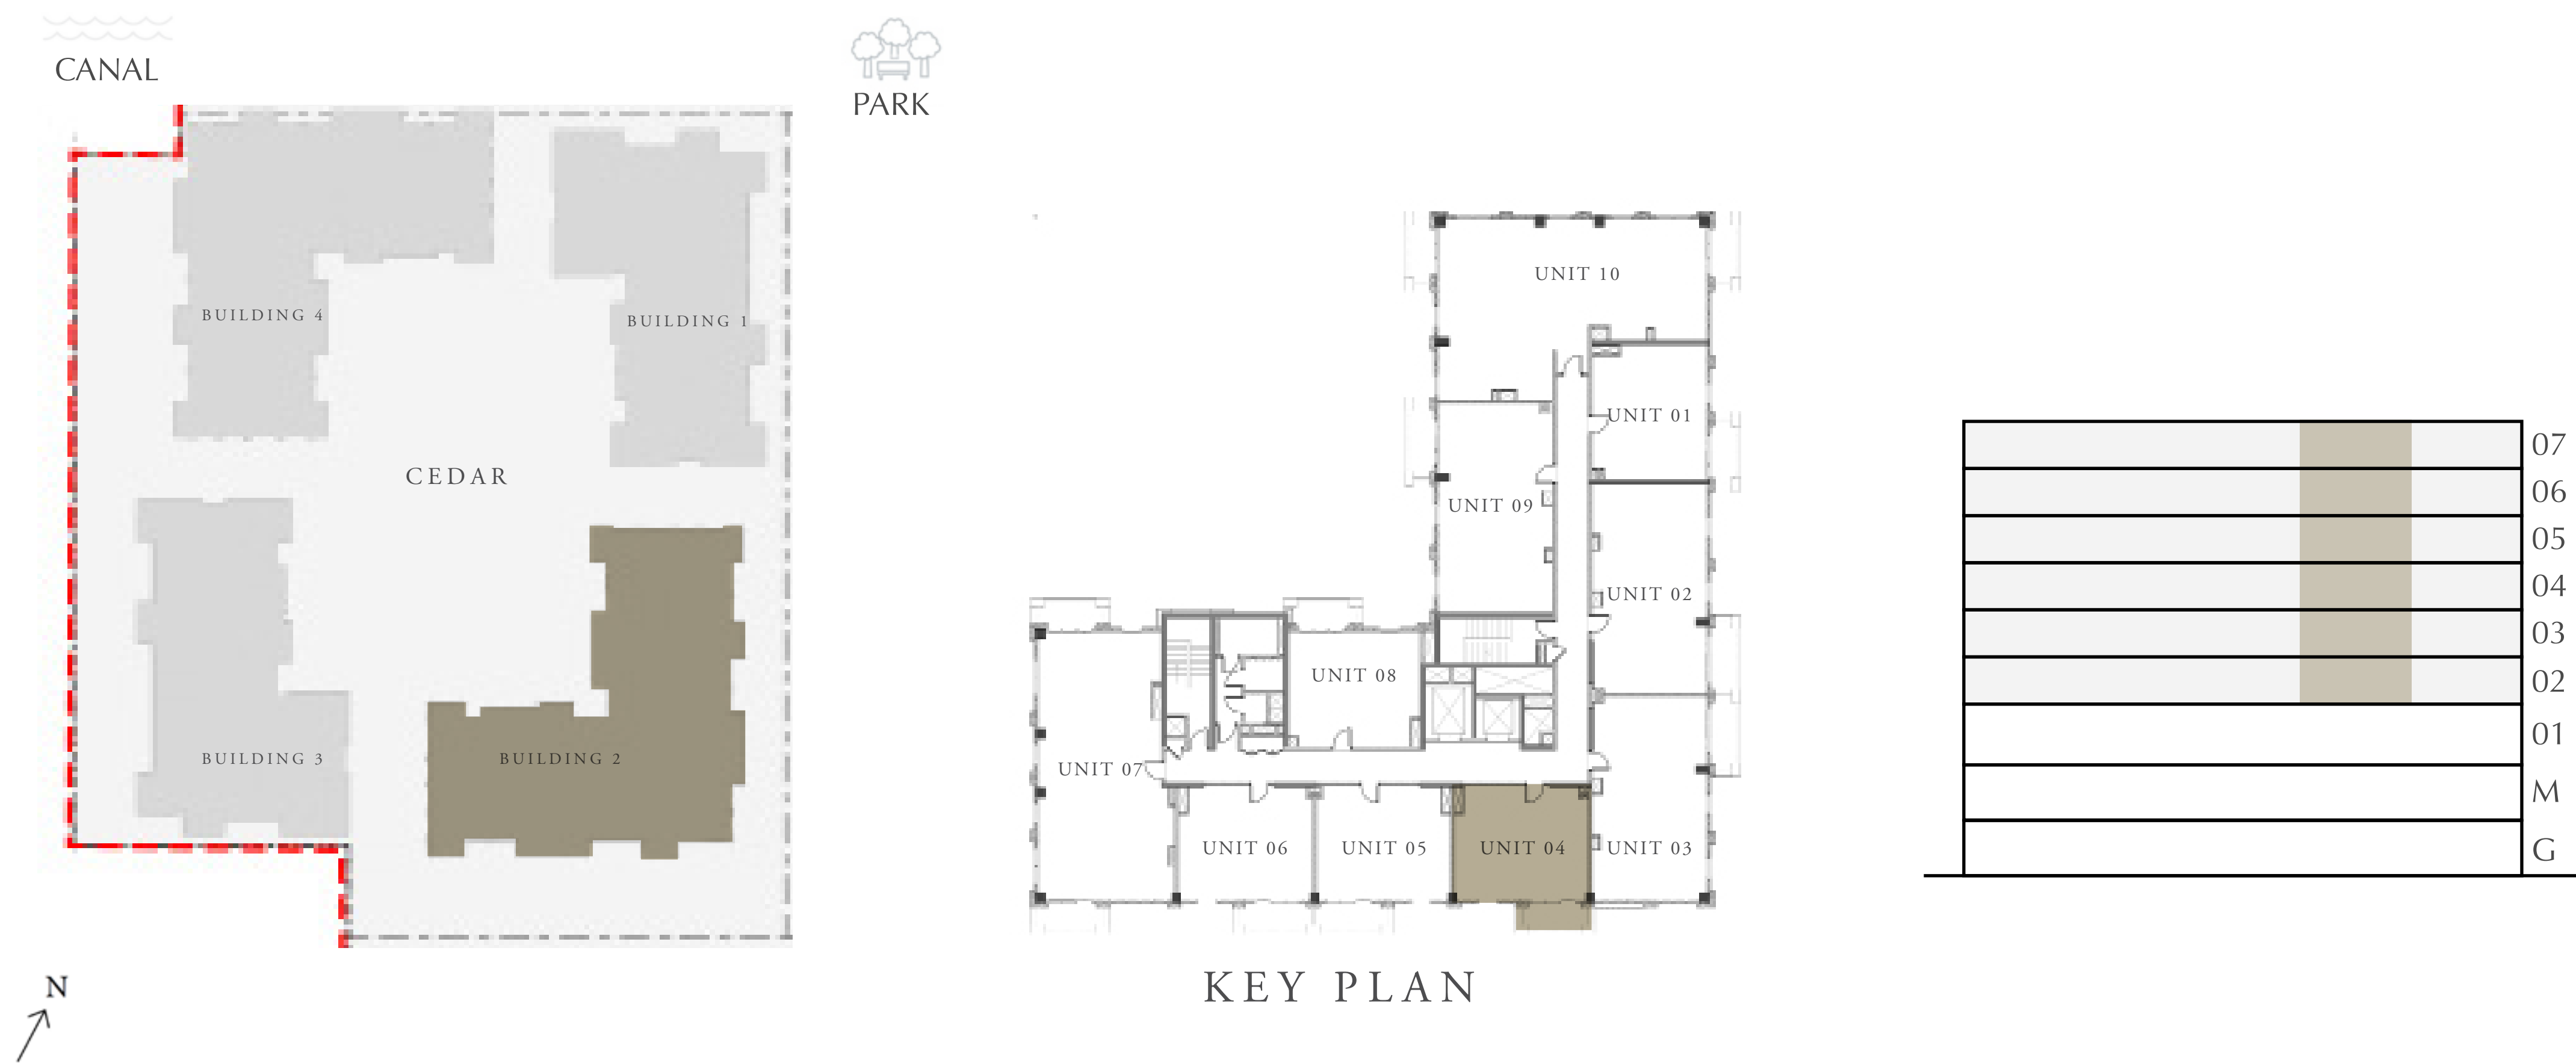 CANAL
PARK
BUILDING 4
BUILDING 1
CEDAR
BUILDING 3
BUILDING 2
N
UNIT 10
UNIT 01
UNIT 09
UNIT 02
UNIT 08
UNIT 07
UNIT 06
UNIT 05
UNIT 04
UNIT 03
KEY PLAN
07
06
05
04
03
02
01
M
G